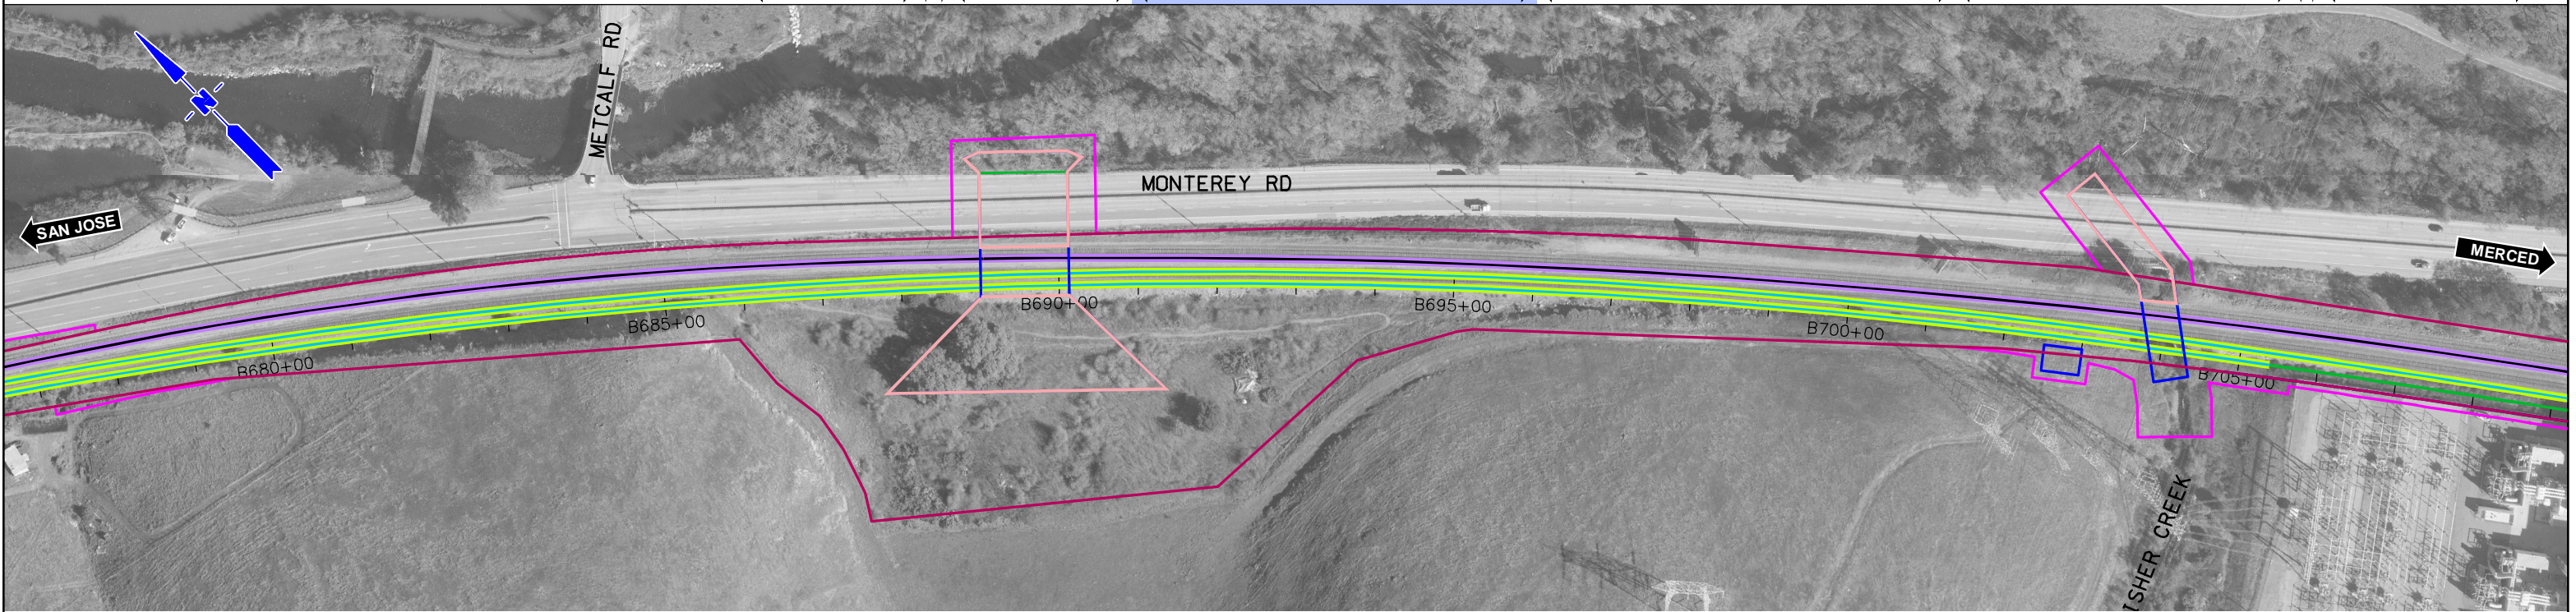 METCALF RD
MONTEREY RD
SAN JOSE
MERCED
B680+00
B685+00
B690+00
B695+00
B700+00
B705+00
ISHER CREEK
N